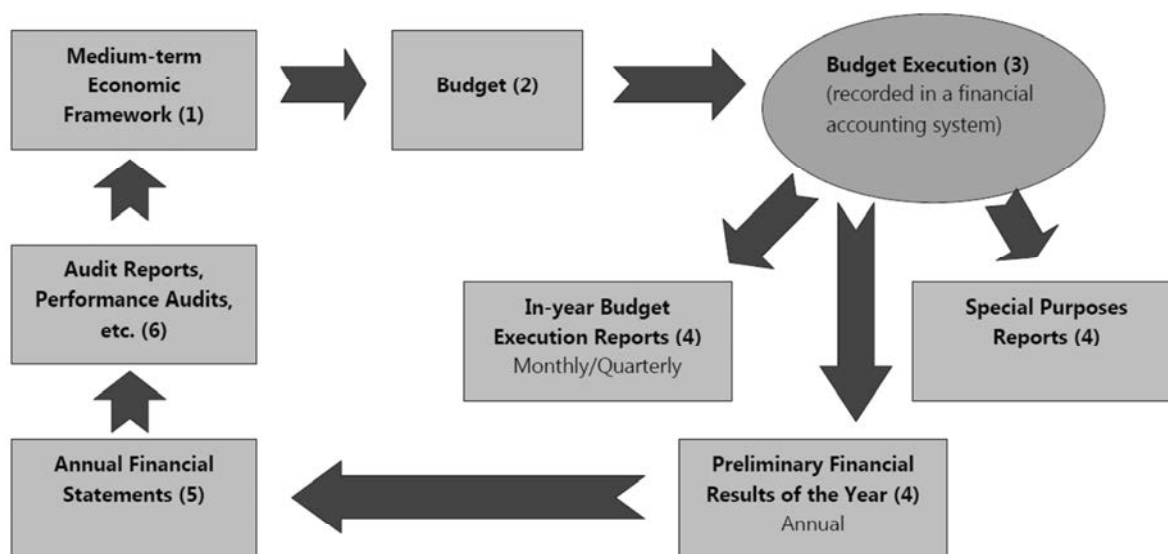 Medium-term
Economic
Framework (1)
Budget (2)
Budget Execution (3)
(recorded in a financial
accounting system)
Audit Reports,
Performance Audits,
etc. (6)
In-year Budget
Execution Reports (4)
Monthly/Quarterly
Special Purposes
Reports (4)
Annual Financial
Statements (5)
Preliminary Financial
Results of the Year (4)
Annual